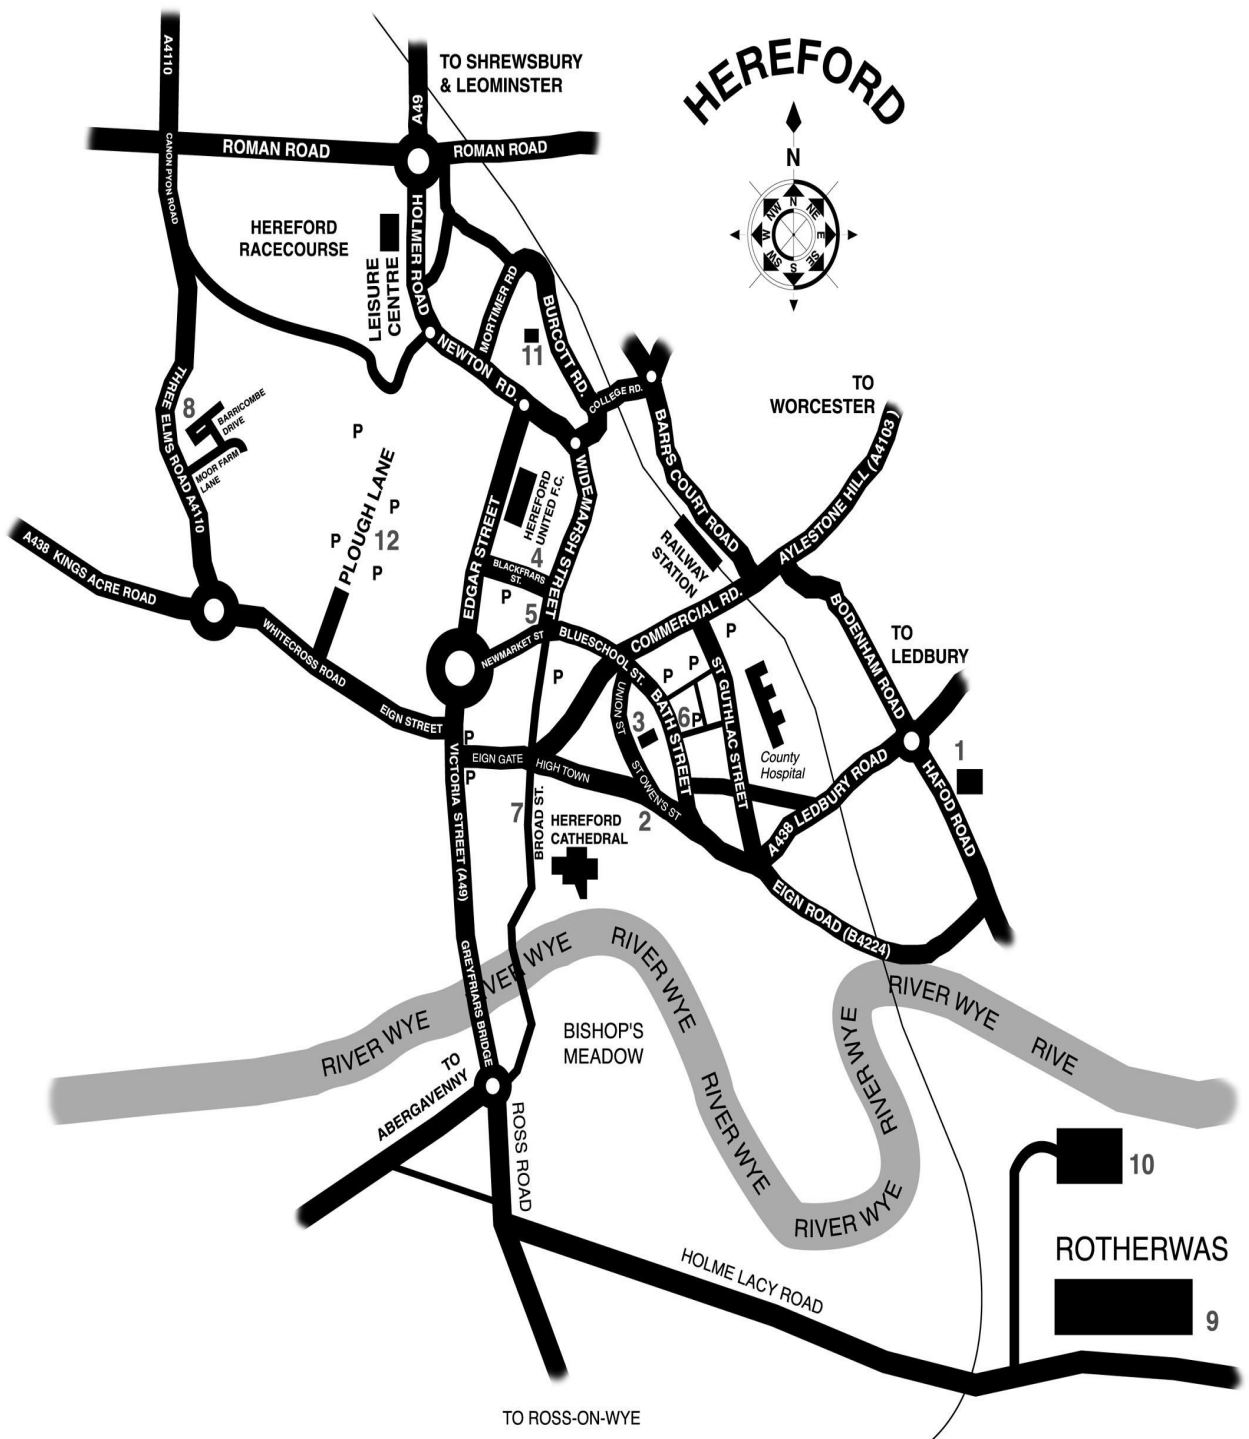 HEREFORD
N
N
NE
E
SE
S
SW
W
NW
A4110
A49
TO SHREWSBURY
& LEOMINSTER
ROMAN ROAD
ROMAN ROAD
CANON PYON ROAD
HEREFORD
RACECOURSE
LEISURE
CENTRE
HOLMER ROAD
MORTIMER RD
BURCOTT RD.
11
NEWTON RD.
COLLEGE RD.
TO
WORCESTER
THREE ELMS ROAD A4110
8
BARRICOMBE
DRIVE
MOOR FARM
LANE
P
PLOUGH LANE
P
P
12
P
EDGAR STREET
HEREFORD
UNITED F.C.
WIDEMARSH STREET
BARRS COURT ROAD
AYLESTONE HILL (A4103 )
RAILWAY
STATION
4
BLACKFRARS
ST.
P
5
A438 KINGS ACRE ROAD
WHITECROSS ROAD
NEWMARKET ST
BLUESCHOOL ST.
COMMERCIAL RD.
P
BODENHAM ROAD
TO
LEDBURY
P
P
P
ST GUTHLAC STREET
UNION ST
BATH STREET
3
6
P
EIGN STREET
P
County
Hospital
1
EIGN GATE
P
HIGH TOWN
ST OWEN'S ST
VICTORIA STREET (A49)
7
BROAD ST.
HEREFORD
CATHEDRAL
2
A438 LEDBURY ROAD
HAFOD ROAD
EIGN ROAD (B4224)
GREYFRIARS BRIDGE
RIVER WYE
VER WYE
RIVER WYE
RIVER WYE
RIVER WYE
RIVER WYE
RIVER WYE
RIVE
BISHOP'S
MEADOW
TO
ABERGAVENNY
ROSS ROAD
10
ROTHERWAS
9
HOLME LACY ROAD
TO ROSS-ON-WYE